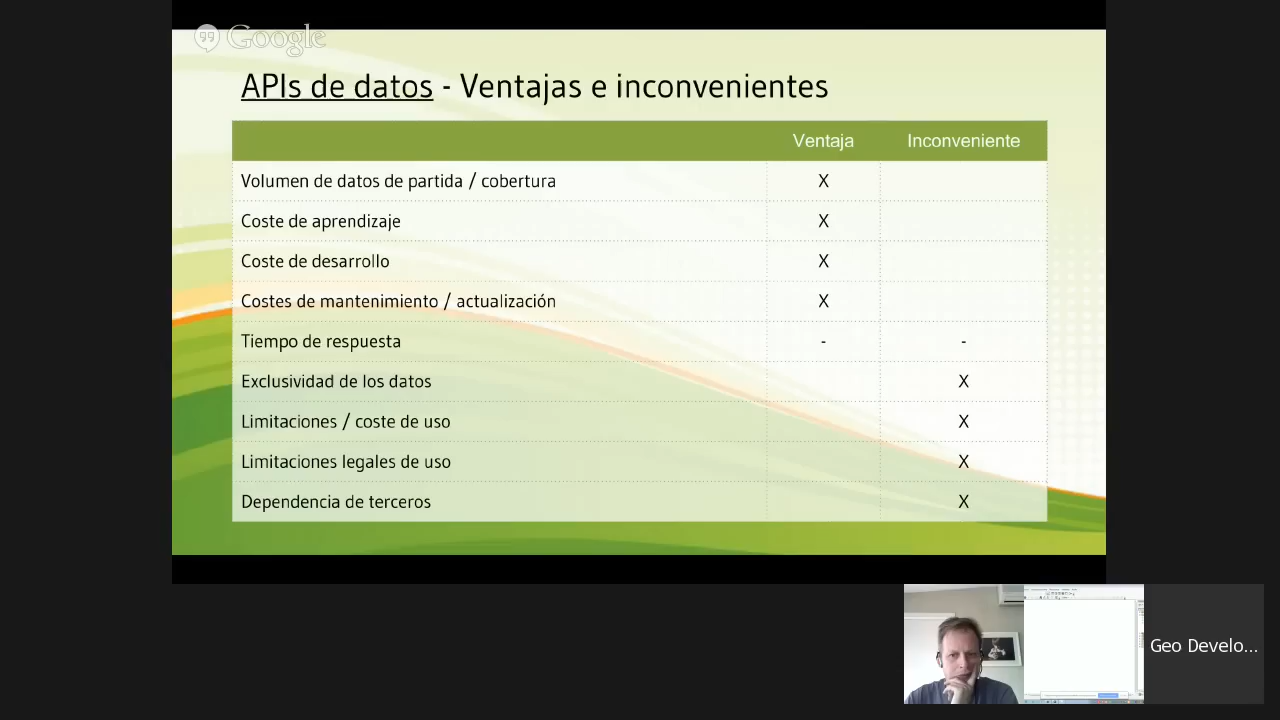 Google
APIs de datos - Ventajas e inconvenientes
Ventaja Inconveniente
Volumen de datos de partida / cobertura X
Coste de aprendizaje X
Coste de desarrollo X
Costes de mantenimiento / actualización X
Tiempo de respuesta - -
Exclusividad de los datos X
Limitaciones / coste de uso X
Limitaciones legales de uso X
Dependencia de terceros X
Geo Develo...